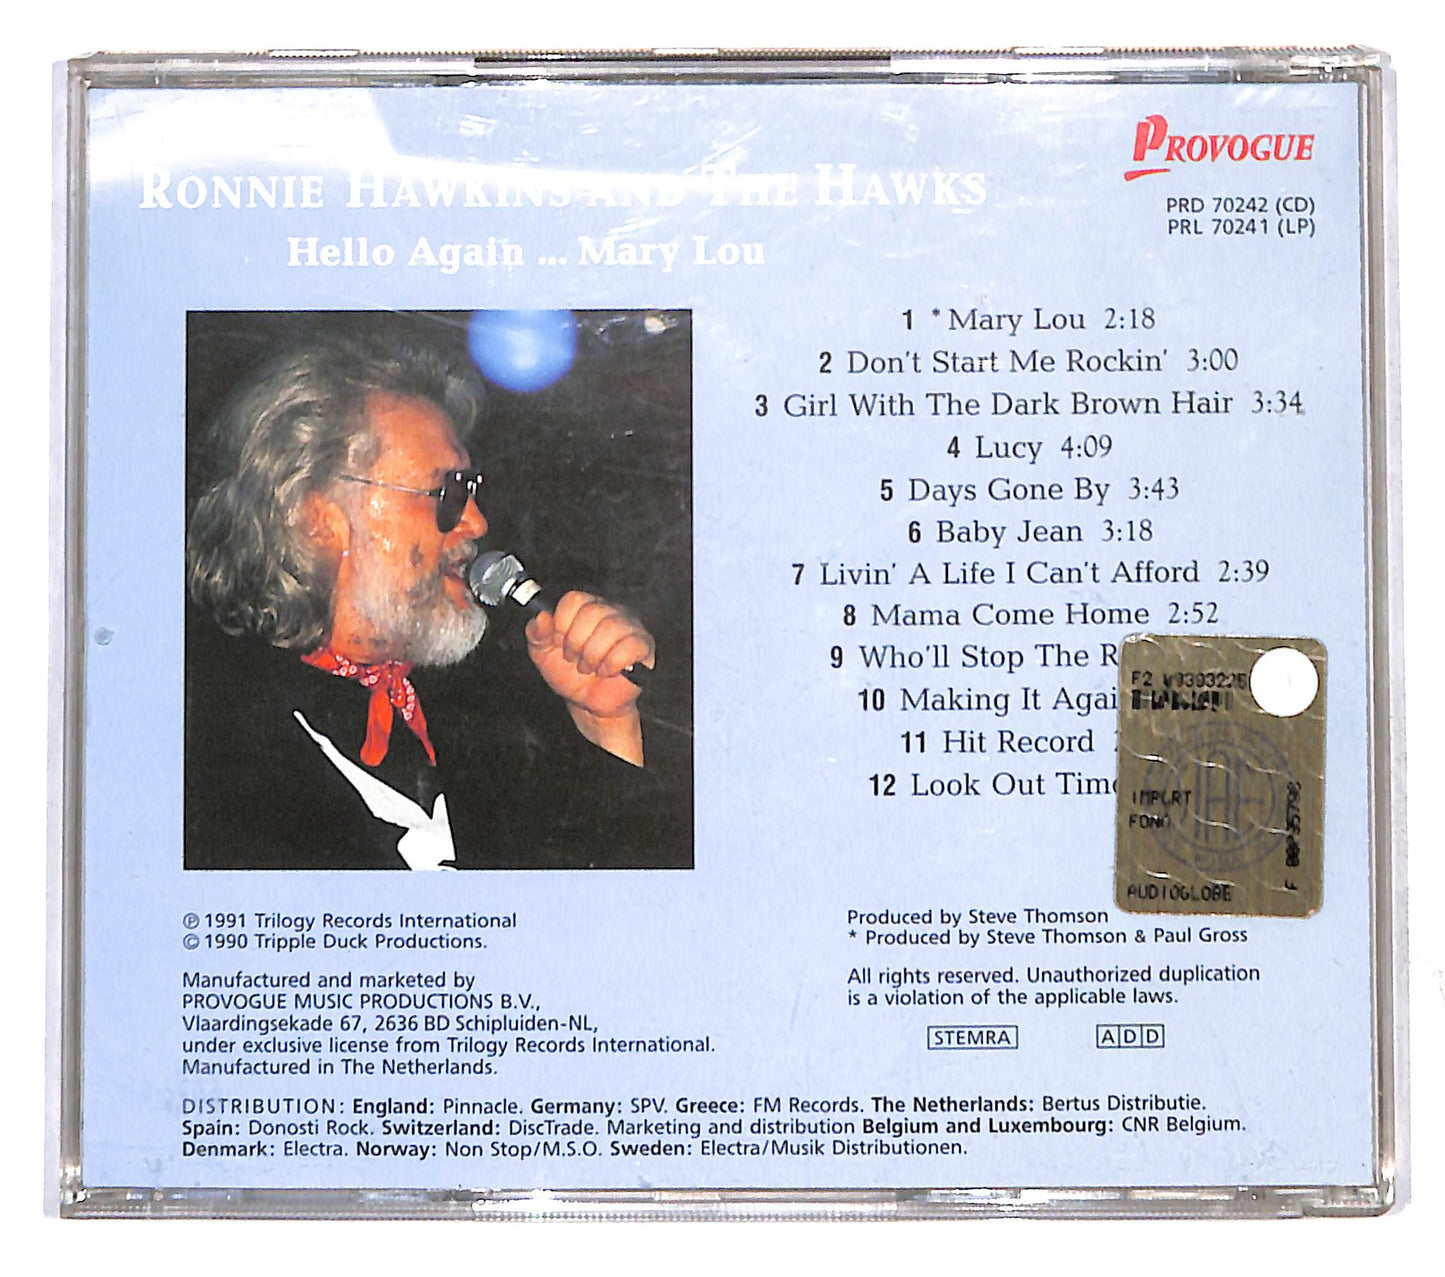 PROVOGUE
PRD 70242 (CD)
PRL 70241 (LP)
RONNIE HAWKINS AND THE HAWKS
Hello Again ... Mary Lou
1 * Mary Lou 2:18
2 Don't Start Me Rockin' 3:00
3 Girl With The Dark Brown Hair 3:34
4 Lucy 4:09
5 Days Gone By 3:43
6 Baby Jean 3:18
7 Livin' A Life I Can't Afford 2:39
8 Mama Come Home 2:52
9 Who'll Stop The
10 Making It
11 Hit Record
12 Look Out
F2
IMPORT
AUDIOGLOBE
℗ 1991 Trilogy Records International
© 1990 Tripple Duck Productions.
Manufactured and marketed by
PROVOGUE MUSIC PRODUCTIONS B.V.,
Vlaardingsekade 67, 2636 BD Schipluiden-NL,
under exclusive license from Trilogy Records International.
Manufactured in The Netherlands.
Produced by Steve Thomson
* Produced by Steve Thomson & Paul Gross
All rights reserved. Unauthorized duplication
is a violation of the applicable laws.
STEMRA ADD
DISTRIBUTION: England: Pinnacle. Germany: SPV. Greece: FM Records. The Netherlands: Bertus Distributie.
Spain: Donosti Rock. Switzerland: DiscTrade. Marketing and distribution Belgium and Luxembourg: CNR Belgium.
Denmark: Electra. Norway: Non Stop/M.S.O. Sweden: Electra/Musik Distributionen.